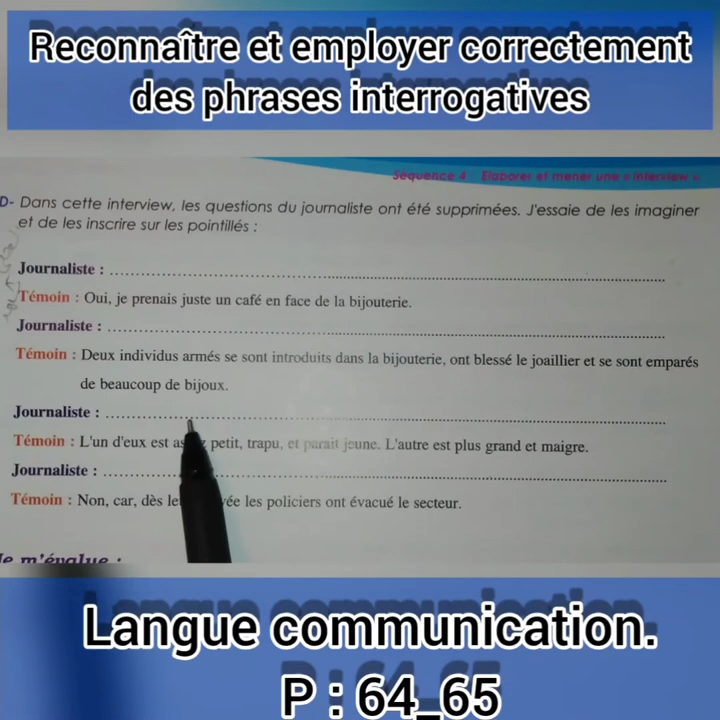 Reconnaître et employer correctement
des phrases interrogatives
Séquence 4 Elaborer et mener une « interview »
D- Dans cette interview, les questions du journaliste ont été supprimées. J'essaie de les imaginer
et de les inscrire sur les pointillés :
Journaliste : ......................................................
Témoin : Oui, je prenais juste un café en face de la bijouterie.
Journaliste : ......................................................
Témoin : Deux individus armés se sont introduits dans la bijouterie, ont blessé le joaillier et se sont emparés
de beaucoup de bijoux.
Journaliste : ......................................................
Témoin : L'un d'eux est petit, trapu, et parait jeune. L'autre est plus grand et maigre.
Journaliste : ......................................................
Témoin : Non, car, dès les policiers ont évacué le secteur.
Je m'évalue :
Langue communication.
P : 64_65